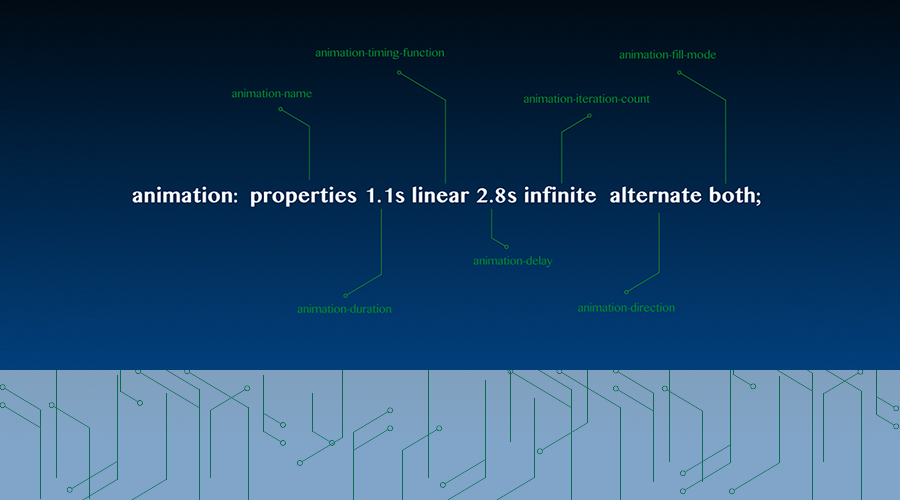 animation-timing-function
animation-fill-mode
animation-name
animation-iteration-count
animation: properties 1.1s linear 2.8s infinite alternate both;
animation-delay
animation-duration
animation-direction